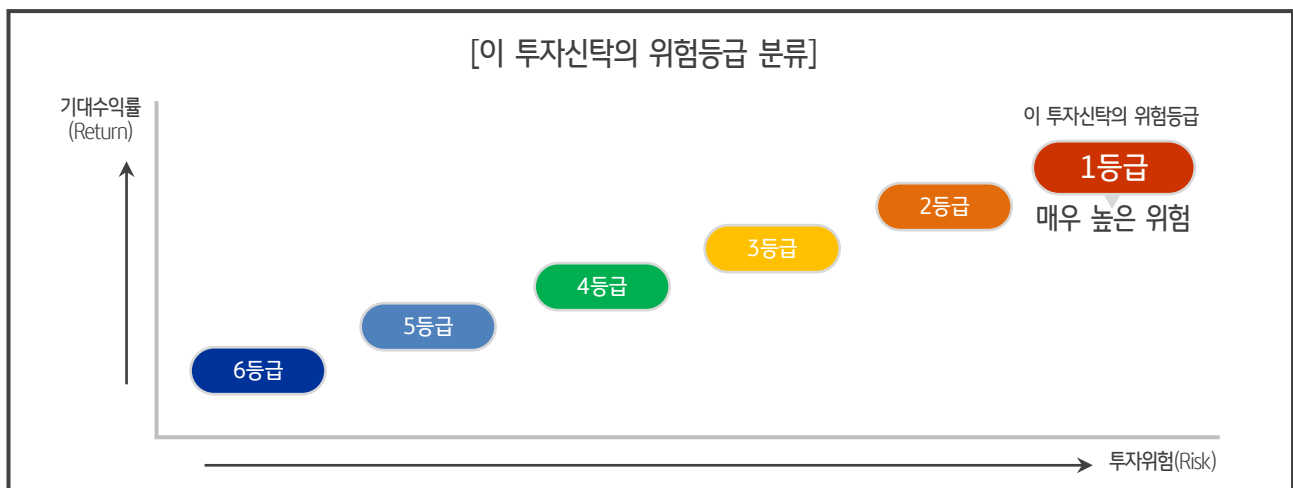 [이 투자신탁의 위험등급 분류]
기대수익률
(Return)
이 투자신탁의 위험등급
1등급
매우 높은 위험
2등급
3등급
4등급
5등급
6등급
투자위험(Risk)